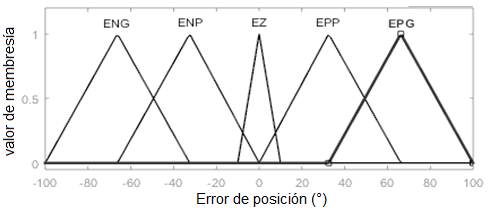 ENG ENP EZ EPP EPG
1
0.5
0
-100 -80 -60 -40 -20 0 20 40 60 80 100
valor de membresía
Error de posición (°)